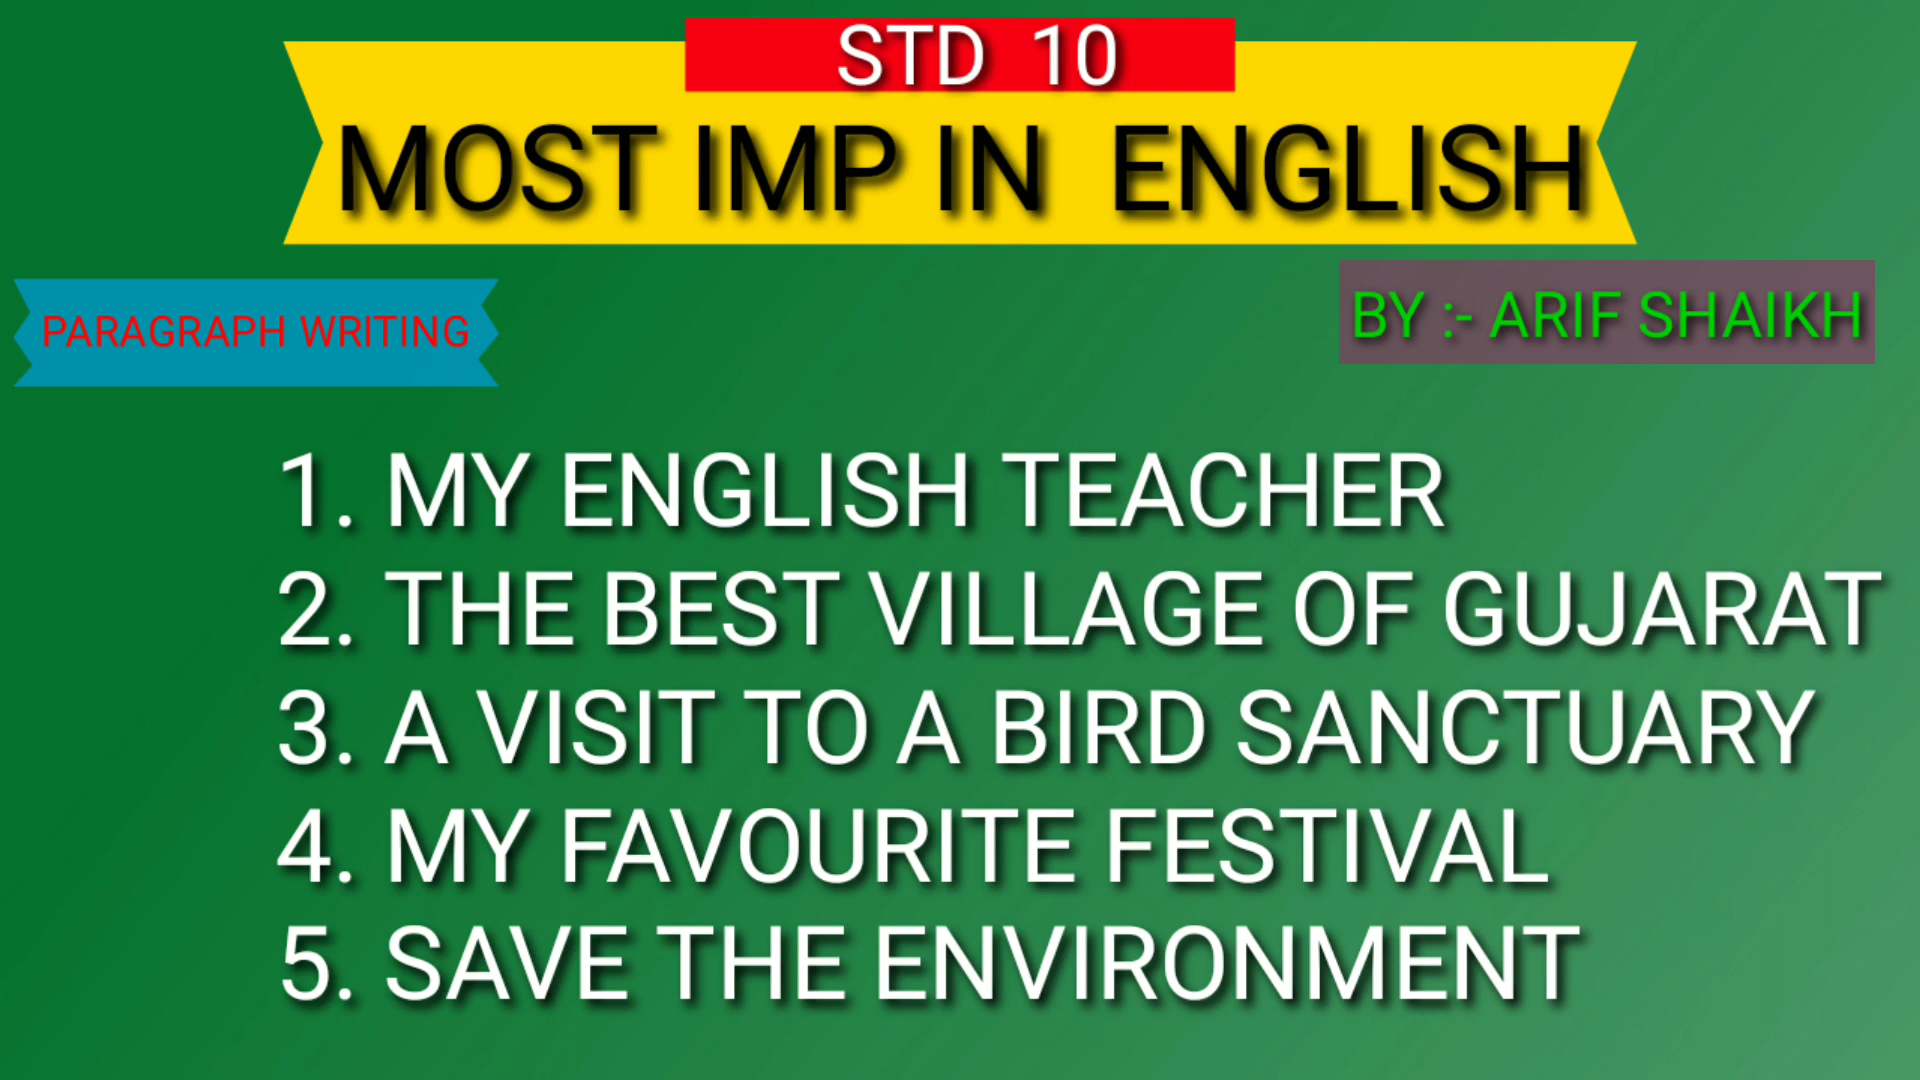 STD 10
MOST IMP IN ENGLISH
PARAGRAPH WRITING
BY :- ARIF SHAIKH
1. MY ENGLISH TEACHER
2. THE BEST VILLAGE OF GUJARAT
3. A VISIT TO A BIRD SANCTUARY
4. MY FAVOURITE FESTIVAL
5. SAVE THE ENVIRONMENT